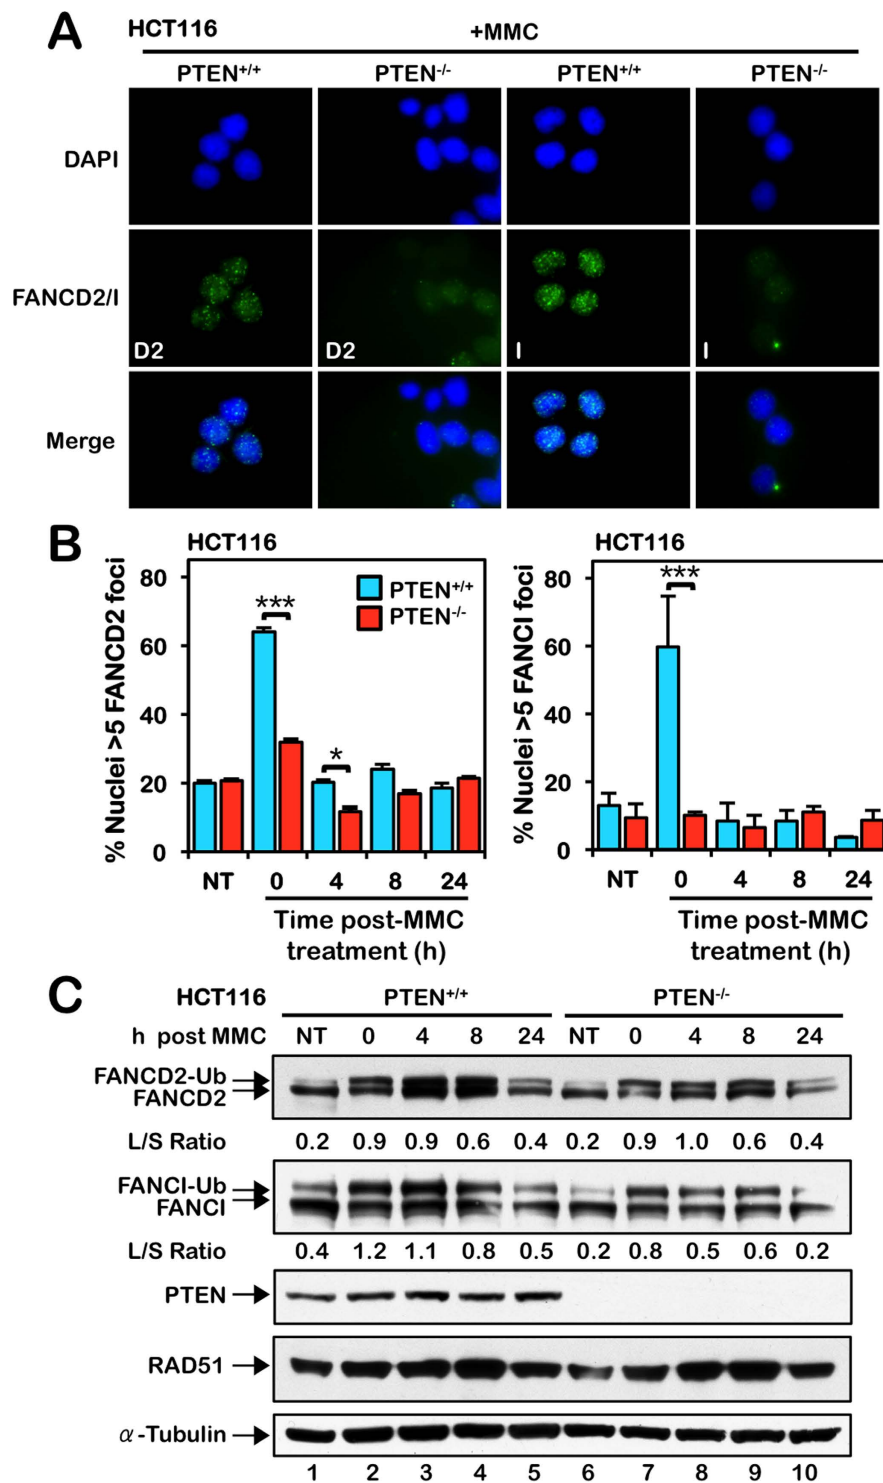 A
HCT116
+MMC
PTEN+/+ PTEN-/- PTEN+/+ PTEN-/-
DAPI
FANCD2/I
D2 D2 I I
Merge
B
HCT116
% Nuclei >5 FANCD2 foci
80
60
40
20
0
*** *
PTEN+/+
PTEN-/-
NT 0 4 8 24
Time post-MMC
treatment (h)
HCT116
% Nuclei >5 FANCI foci
80
60
40
20
0
***
NT 0 4 8 24
Time post-MMC
treatment (h)
C
HCT116 PTEN+/+ PTEN-/-
h post MMC NT 0 4 8 24 NT 0 4 8 24
FANCD2-Ub
FANCD2
L/S Ratio 0.2 0.9 0.9 0.6 0.4 0.2 0.9 1.0 0.6 0.4
FANCI-Ub
FANCI
L/S Ratio 0.4 1.2 1.1 0.8 0.5 0.2 0.8 0.5 0.6 0.2
PTEN
RAD51
α-Tubulin
1 2 3 4 5 6 7 8 9 10